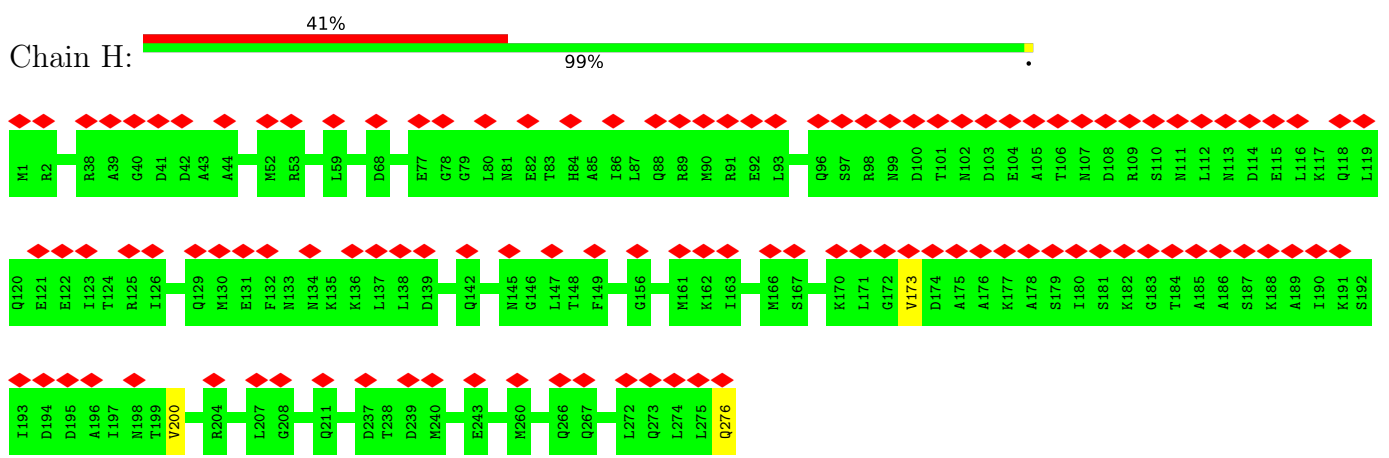 41%
Chain H:
99%
•
M1 R2 R38 A39 G40 D41 D42 A43 A44 M52 R53 L59 D68 E77 G78 G79 L80 N81 E82 T83 H84 A85 I86 L87 Q88 R89 M90 R91 E92 L93 Q96 S97 R98 N99 D100 T101 N102 D103 E104 A105 T106 N107 D108 R109 S110 N111 L112 N113 D114 E115 L116 K117 Q118 L119
Q120 E121 E122 I123 T124 R125 I126 Q129 M130 E131 F132 N133 N134 K135 K136 L137 L138 D139 Q142 N145 G146 L147 T148 F149 G156 M161 K162 I163 M166 S167 K170 L171 G172 V173 D174 A175 A176 K177 A178 S179 I180 S181 K182 G183 T184 A185 A186 S187 K188 A189 I190 K191 S192
I193 D194 D195 A196 I197 N198 T199 V200 R204 L207 G208 Q211 D237 T238 D239 M240 E243 M260 Q266 Q267 L272 Q273 L274 L275 Q276